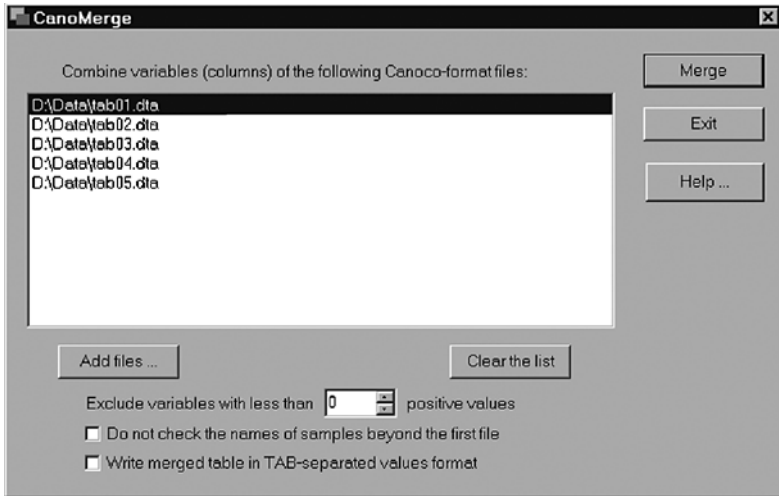 CanoMerge
Combine variables (columns) of the following Canoco-format files:
Merge
D:\Data\tab01.dta
D:\Data\tab02.dta
D:\Data\tab03.dta
D:\Data\tab04.dta
D:\Data\tab05.dta
Exit
Help ...
Add files ...
Clear the list
Exclude variables with less than 0 positive values
Do not check the names of samples beyond the first file
Write merged table in TAB-separated values format